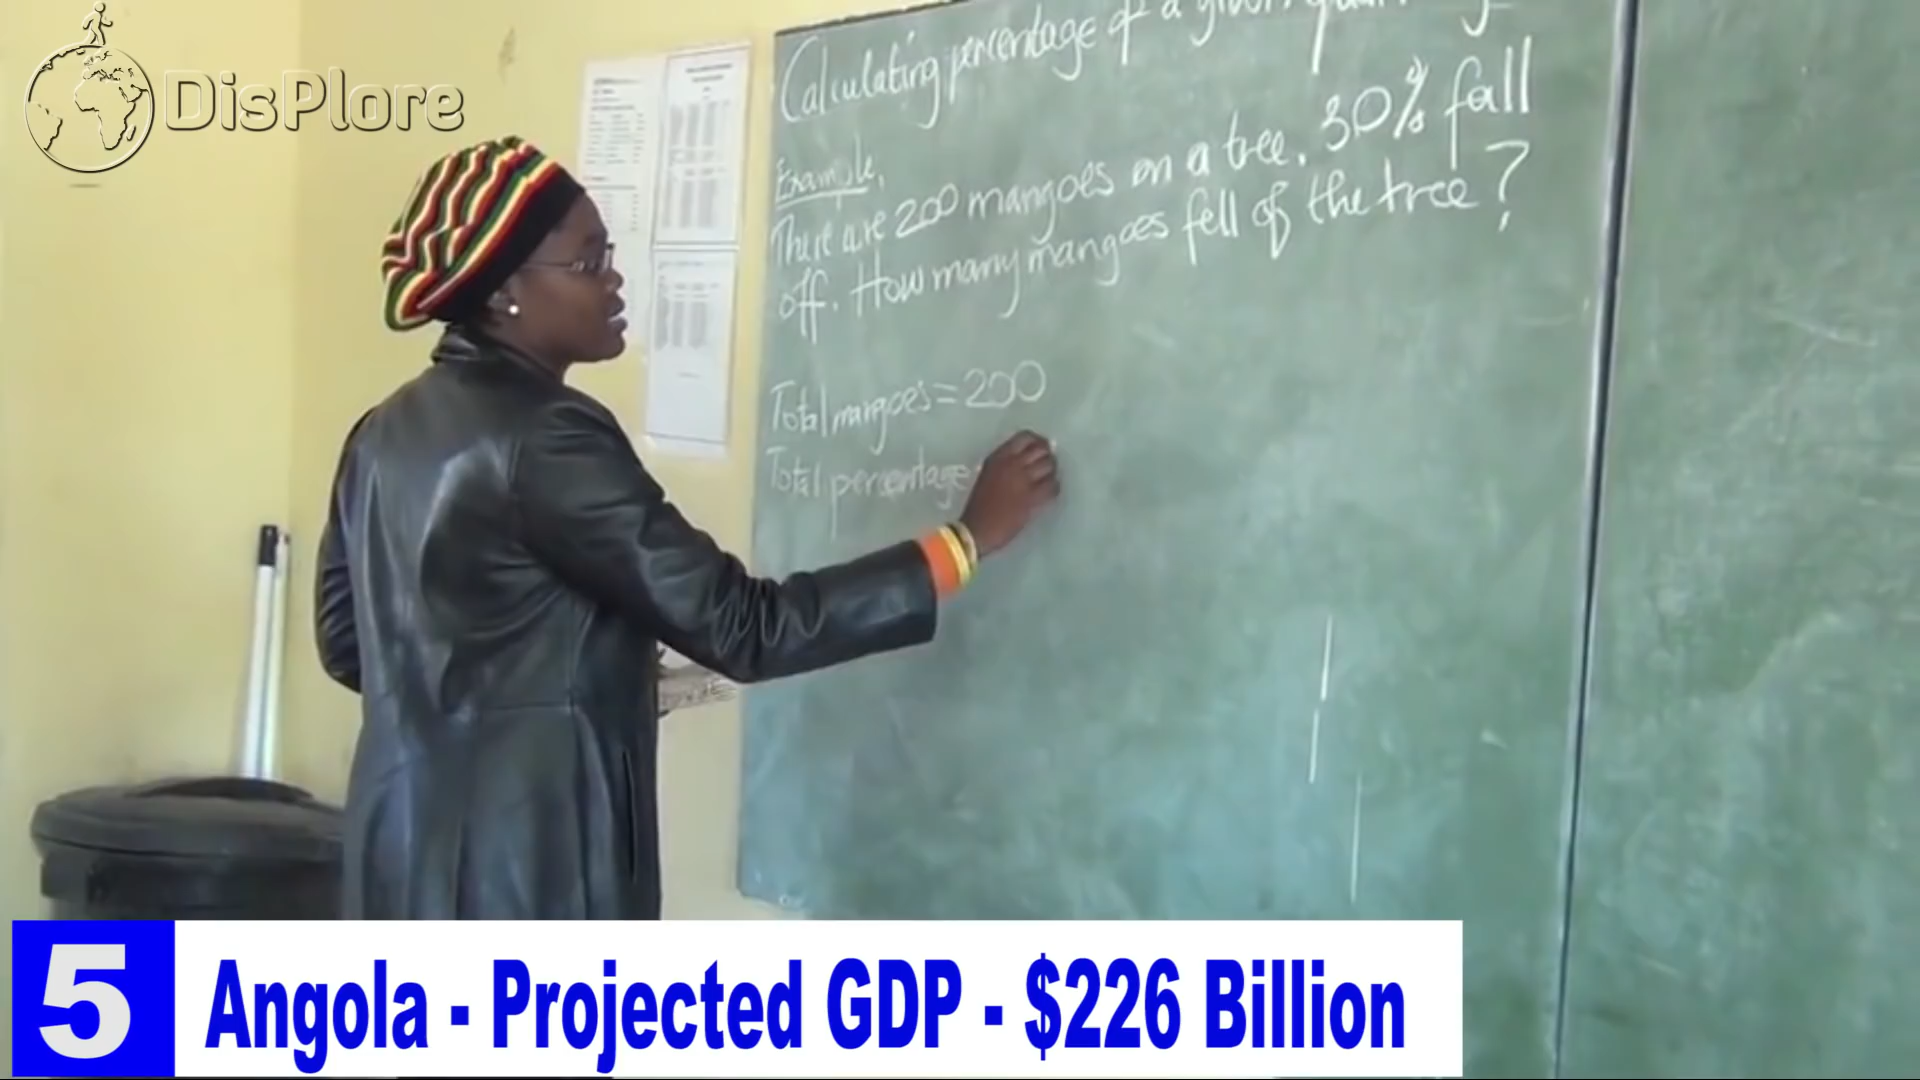 DisPlore
Calculating percentage of a given
Example.
There are 200 mangoes on a tree. 30% fall
off. How many mangoes fell of the tree?
Total mangoes = 200
Total percentage
5
Angola - Projected GDP - $226 Billion